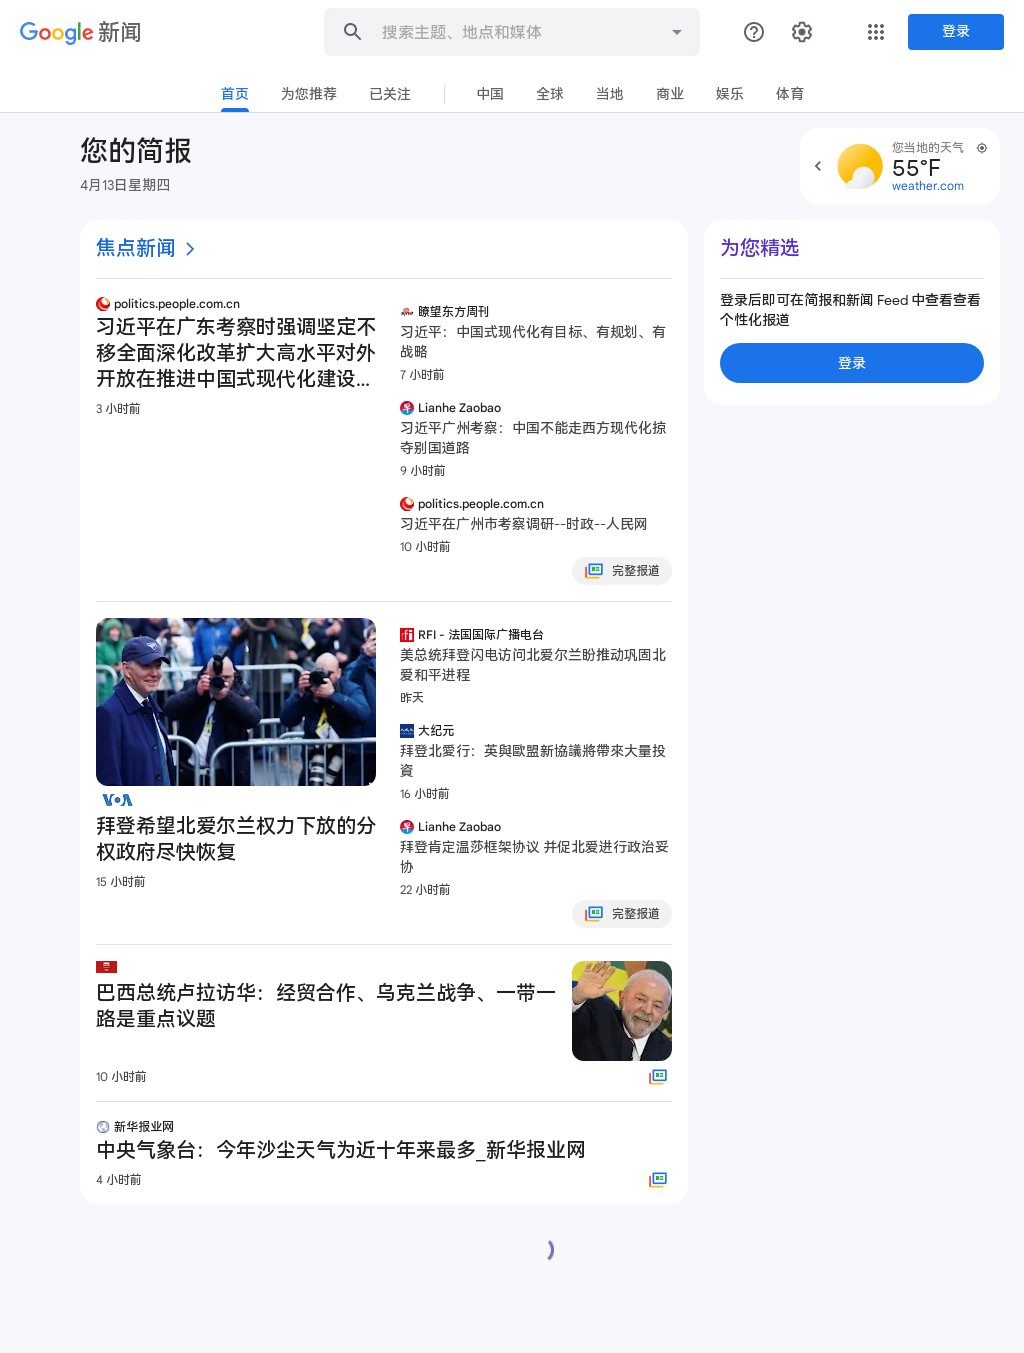 Google 新闻
搜索主题、地点和媒体
登录
首页
为您推荐
已关注
中国
全球
当地
商业
娱乐
体育
您的简报
4月13日星期四
您当地的天气
55°F
weather.com
焦点新闻
politics.people.com.cn
习近平在广东考察时强调坚定不
移全面深化改革扩大高水平对外
开放在推进中国式现代化建设...
3 小时前
瞭望东方周刊
习近平：中国式现代化有目标、有规划、有
战略
7 小时前
Lianhe Zaobao
习近平广州考察：中国不能走西方现代化掠
夺别国道路
9 小时前
politics.people.com.cn
习近平在广州市考察调研--时政--人民网
10 小时前
完整报道
VOA
拜登希望北爱尔兰权力下放的分
权政府尽快恢复
15 小时前
RFI - 法国国际广播电台
美总统拜登闪电访问北爱尔兰盼推动巩固北
爱和平进程
昨天
大纪元
拜登北愛行：英與歐盟新協議將帶來大量投
資
16 小时前
Lianhe Zaobao
拜登肯定温莎框架协议 并促北爱进行政治妥
协
22 小时前
完整报道
巴西总统卢拉访华：经贸合作、乌克兰战争、一带一
路是重点议题
10 小时前
新华报业网
中央气象台：今年沙尘天气为近十年来最多_新华报业网
4 小时前
为您精选
登录后即可在简报和新闻 Feed 中查看查看
个性化报道
登录